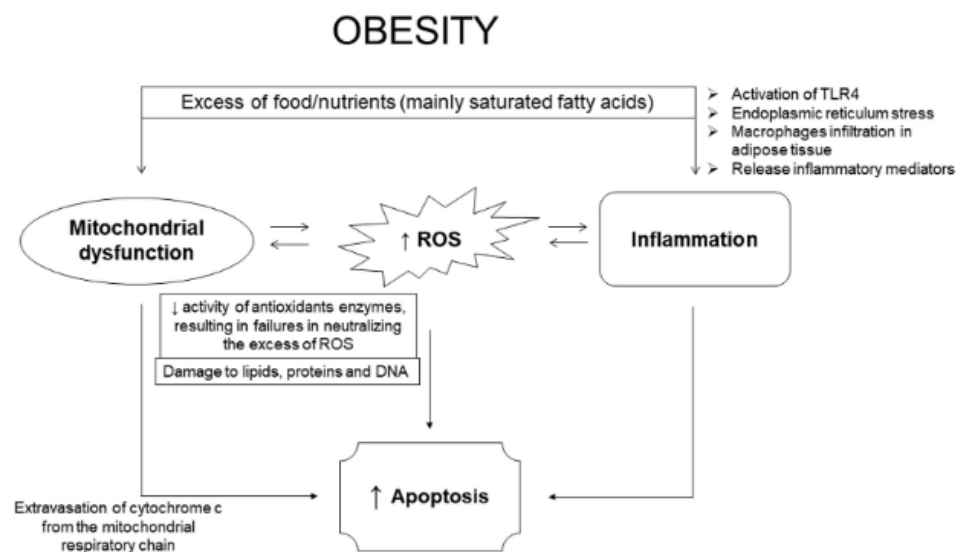 OBESITY
Excess of food/nutrients (mainly saturated fatty acids)
➢ Activation of TLR4
➢ Endoplasmic reticulum stress
➢ Macrophages infiltration in
adipose tissue
➢ Release inflammatory mediators
Mitochondrial
dysfunction
↑ ROS
Inflammation
↓ activity of antioxidants enzymes,
resulting in failures in neutralizing
the excess of ROS
Damage to lipids, proteins and DNA
↑ Apoptosis
Extravasation of cytochrome c
from the mitochondrial
respiratory chain